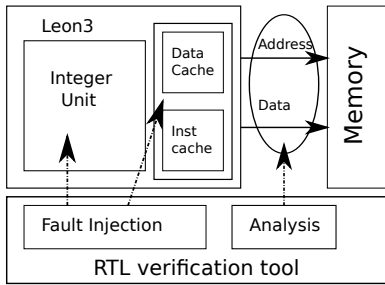 Leon3
Integer
Unit
Data
Cache
Inst
cache
Address
Data
Memory
Fault Injection
Analysis
RTL verification tool